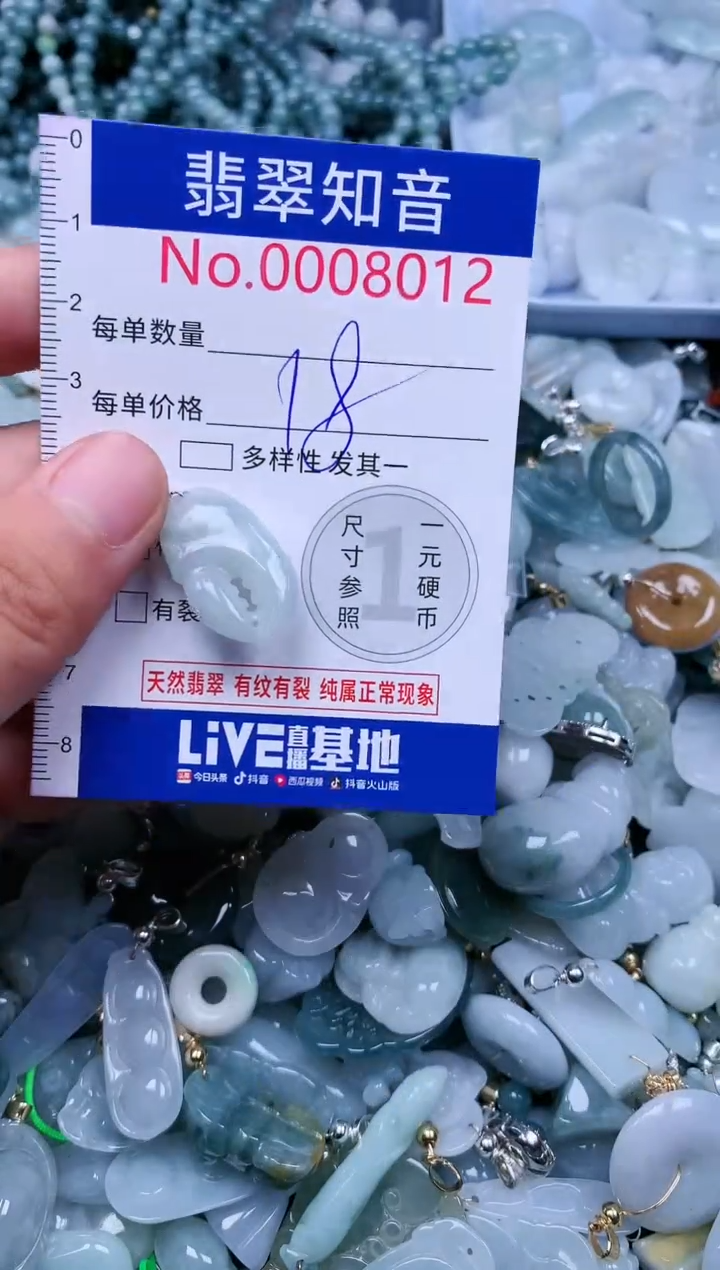 0
翡翠知音
1
No.0008012
2
每单数量
18
3
每单价格
多样性 发其一
尺寸参照
一元硬币
1
有裂
7
天然翡翠 有纹有裂 纯属正常现象
8
LiVE直播基地
头条 今日头条 抖音 西瓜视频 抖音火山版